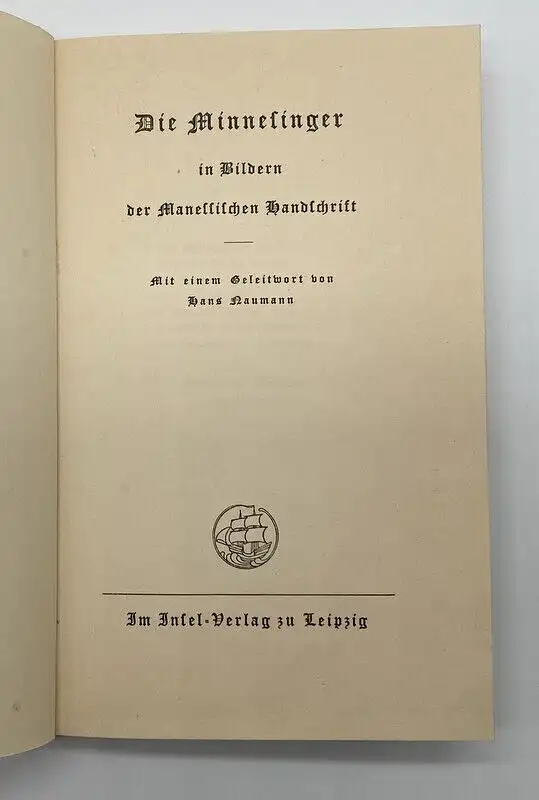 Die Minneſinger
in Bildern
der Maneſſiſchen Handſchrift
Mit einem Geleitwort von
Hans Naumann
Im Inſel-Verlag zu Leipzig